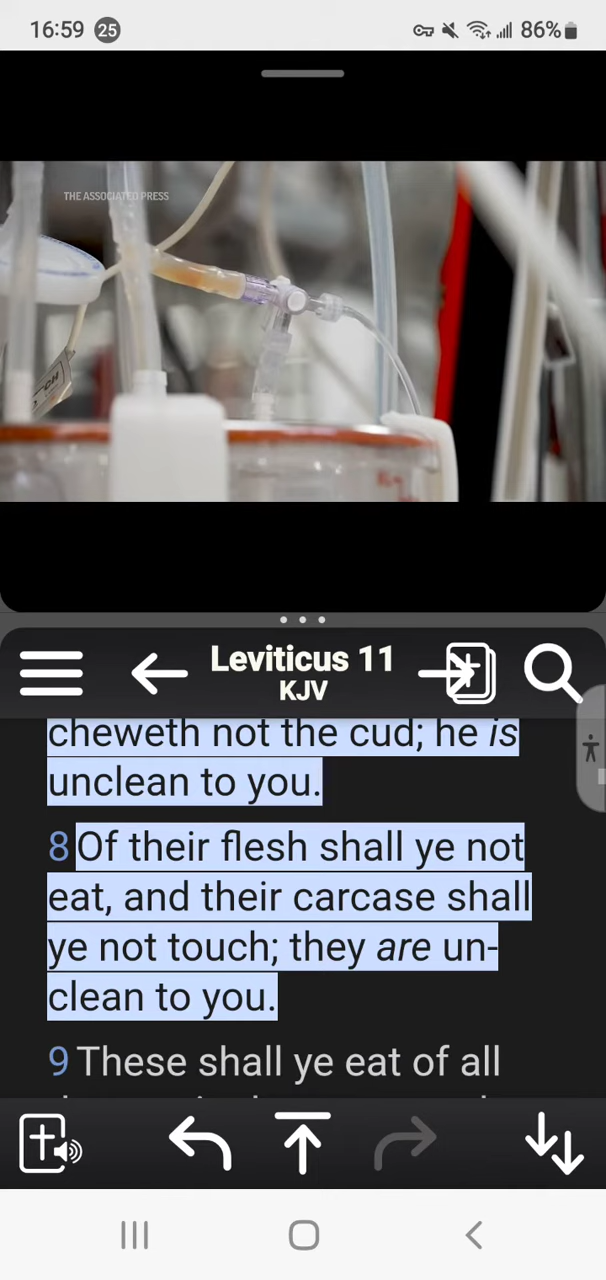 16:59 25 86%
THE ASSOCIATED PRESS
CH
Leviticus 11
KJV
cheweth not the cud; he is
unclean to you.
8 Of their flesh shall ye not
eat, and their carcase shall
ye not touch; they are un-
clean to you.
9 These shall ye eat of all